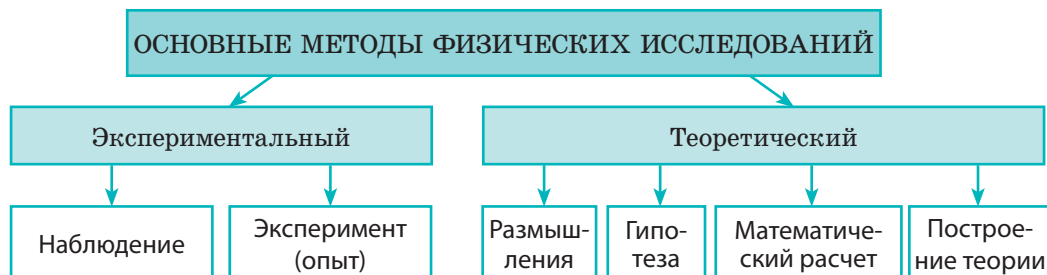 ОСНОВНЫЕ МЕТОДЫ ФИЗИЧЕСКИХ ИССЛЕДОВАНИЙ
Экспериментальный
Теоретический
Наблюдение
Эксперимент
(опыт)
Размыш-
ления
Гипо-
теза
Математиче-
ский расчет
Построе-
ние теории